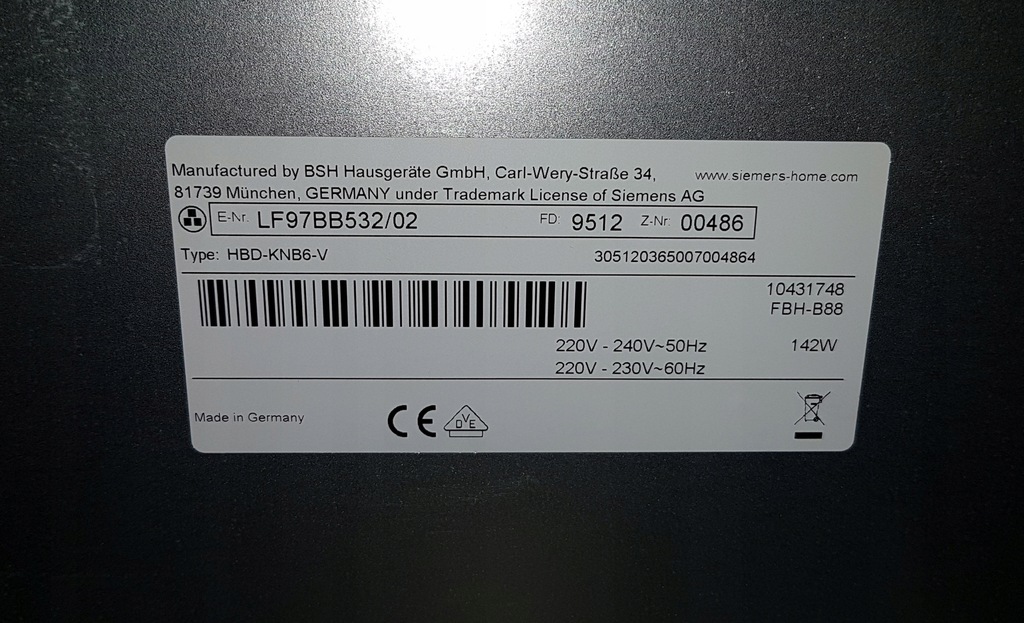 Manufactured by BSH Hausgeräte GmbH, Carl-Wery-Straße 34,
www.siemers-home.com
81739 München, GERMANY under Trademark License of Siemens AG
E-Nr. LF97BB532/02 FD: 9512 Z-Nr: 00486
Type: HBD-KNB6-V 305120365007004864
10431748
FBH-B88
220V - 240V~50Hz 142W
220V - 230V~60Hz
Made in Germany CE DVE